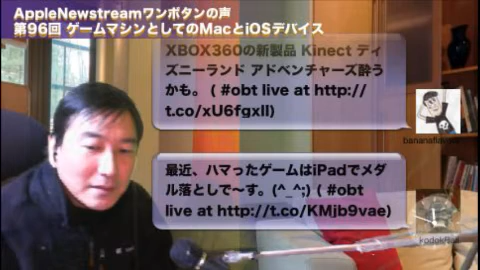 AppleNewstreamワンボタンの声
第96回 ゲームマシンとしてのMacとiOSデバイス
XBOX360の新製品 Kinect ディ
ズニーランド アドベンチャーズ酔う
かも。 ( #obt live at http://
t.co/xU6fgxIl)
最近、ハマったゲームはiPadでメダ
ル落としで〜す。(^_^;) ( #obt
live at http://t.co/KMjb9vae)